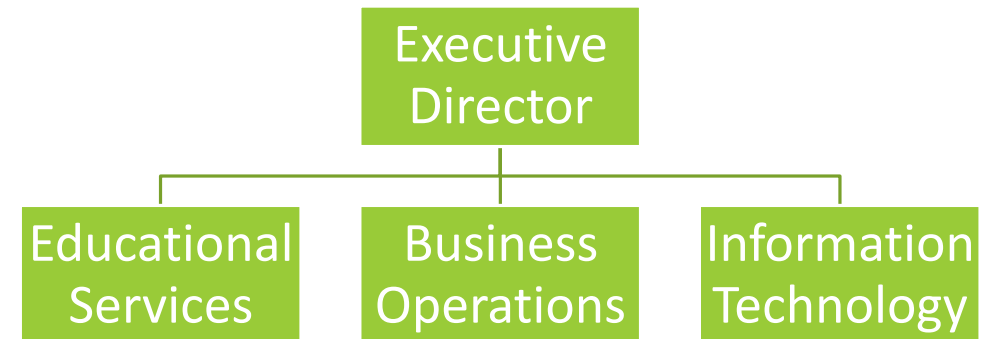 Executive
Director
Educational
Services
Business
Operations
Information
Technology